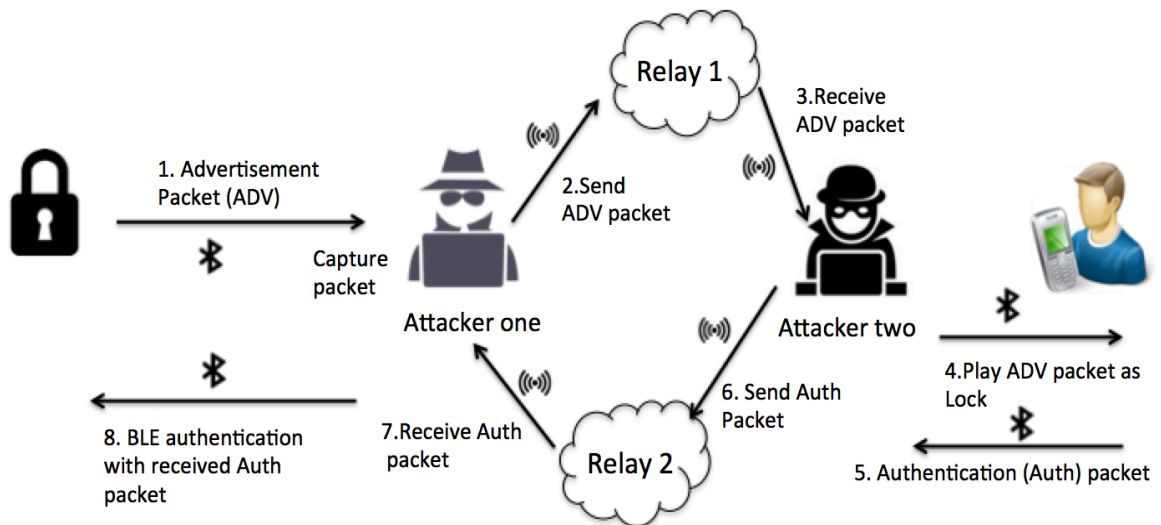 Relay 1
3.Receive
ADV packet
1. Advertisement
Packet (ADV)
2.Send
ADV packet
Capture
packet
Attacker one
Attacker two
4.Play ADV packet as
Lock
6. Send Auth
Packet
7.Receive Auth
packet
Relay 2
8. BLE authentication
with received Auth
packet
5. Authentication (Auth) packet